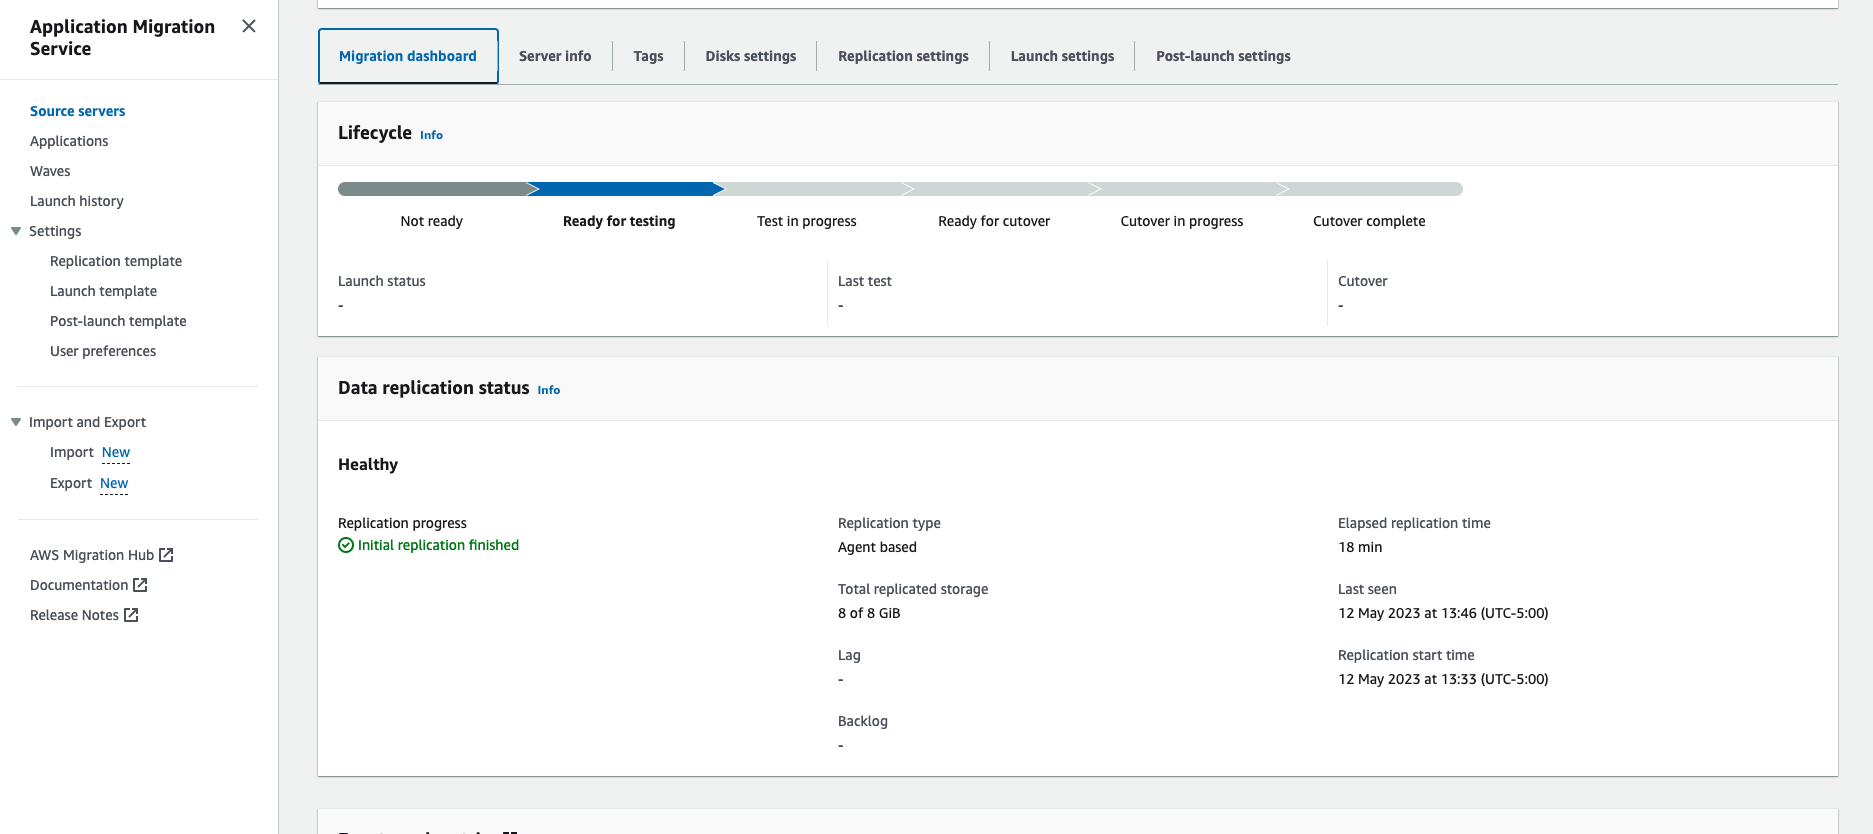 Application Migration
Service
Source servers
Applications
Waves
Launch history
Settings
Replication template
Launch template
Post-launch template
User preferences
Import and Export
Import New
Export New
AWS Migration Hub
Documentation
Release Notes
Migration dashboard
Server info
Tags
Disks settings
Replication settings
Launch settings
Post-launch settings
Lifecycle Info
Not ready
Ready for testing
Test in progress
Ready for cutover
Cutover in progress
Cutover complete
Launch status
-
Last test
-
Cutover
-
Data replication status Info
Healthy
Replication progress
Initial replication finished
Replication type
Agent based
Total replicated storage
8 of 8 GiB
Lag
-
Backlog
-
Elapsed replication time
18 min
Last seen
12 May 2023 at 13:46 (UTC-5:00)
Replication start time
12 May 2023 at 13:33 (UTC-5:00)